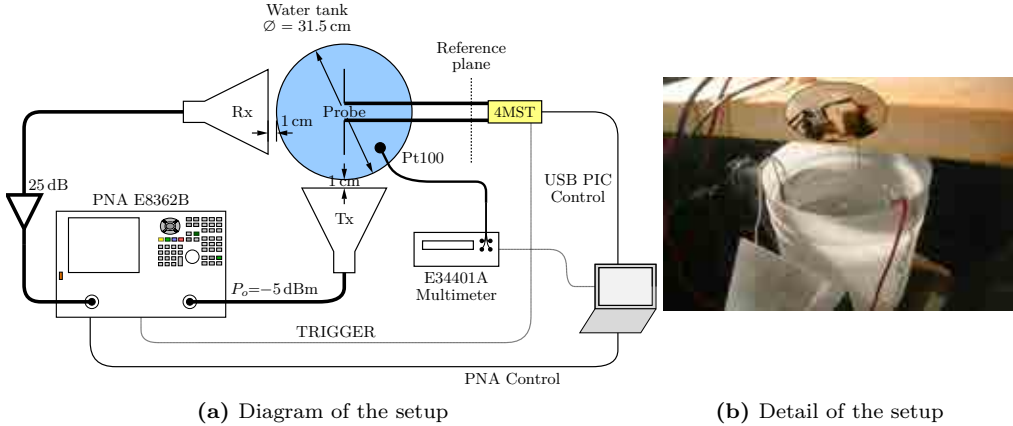 Water tank
∅ = 31.5 cm
Reference
plane
Rx
Probe
4MST
1 cm
Pt100
25 dB
1 cm
USB PIC
Control
PNA E8362B
Tx
E34401A
Multimeter
Pₒ=−5 dBm
TRIGGER
PNA Control
(a) Diagram of the setup
(b) Detail of the setup